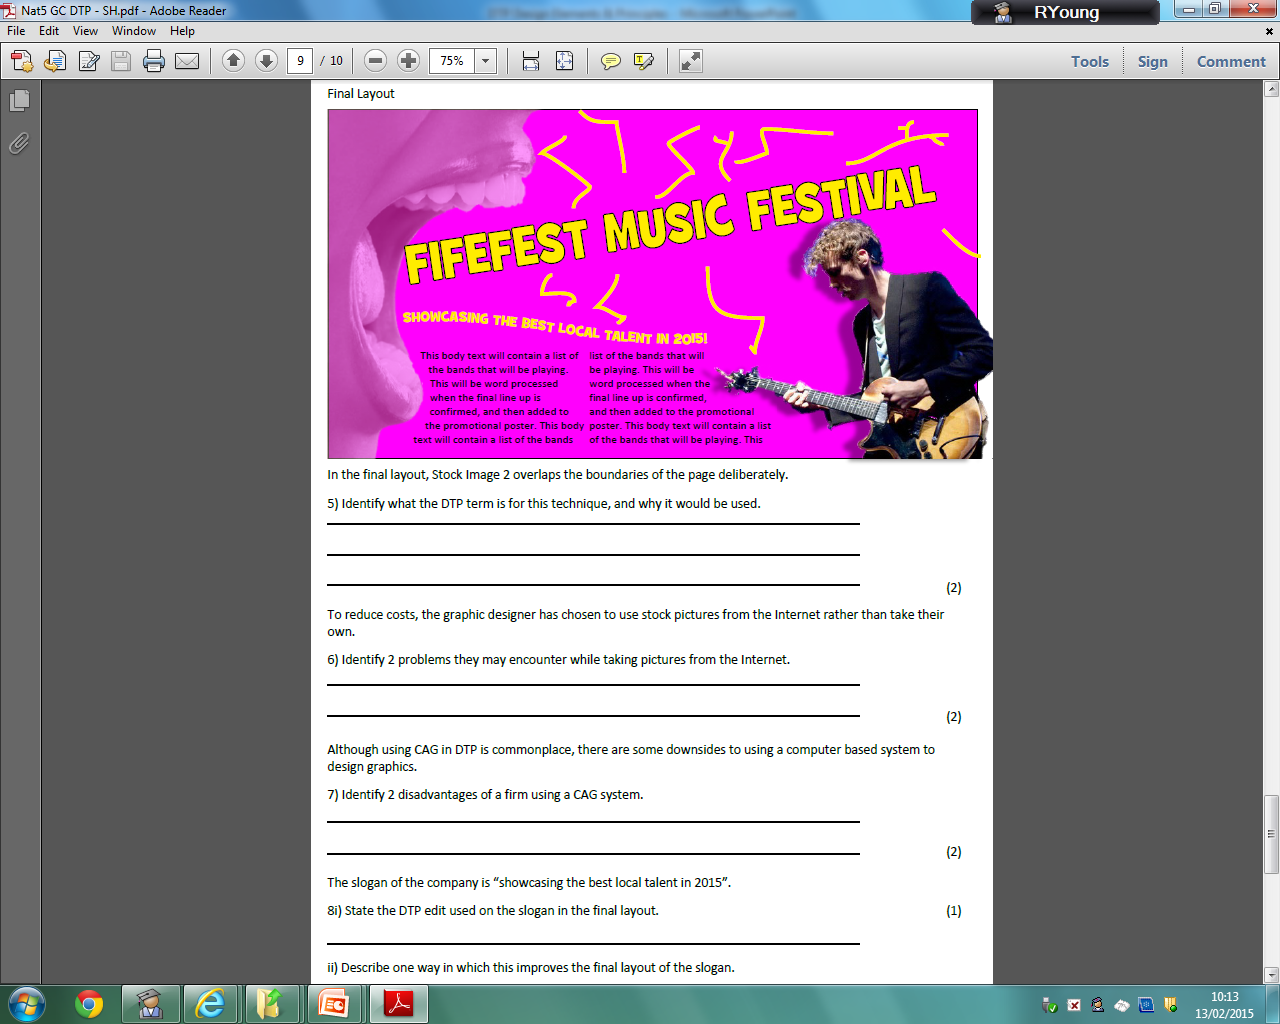 Nat5 GC DTP - SH.pdf - Adobe Reader
RYoung
File Edit View Window Help
9 / 10 75%
Tools Sign Comment
Final Layout
FIFEFEST MUSIC FESTIVAL
SHOWCASING THE BEST LOCAL TALENT IN 2015!
This body text will contain a list of
the bands that will be playing.
This will be word processed
when the final line up is
confirmed, and then added to
the promotional poster. This body
text will contain a list of the bands
list of the bands that will
be playing. This will be
word processed when the
final line up is confirmed,
and then added to the promotional
poster. This body text will contain a list
of the bands that will be playing. This
In the final layout, Stock Image 2 overlaps the boundaries of the page deliberately.
5) Identify what the DTP term is for this technique, and why it would be used.
(2)
To reduce costs, the graphic designer has chosen to use stock pictures from the Internet rather than take their
own.
6) Identify 2 problems they may encounter while taking pictures from the Internet.
(2)
Although using CAG in DTP is commonplace, there are some downsides to using a computer based system to
design graphics.
7) Identify 2 disadvantages of a firm using a CAG system.
(2)
The slogan of the company is “showcasing the best local talent in 2015”.
8i) State the DTP edit used on the slogan in the final layout. (1)
ii) Describe one way in which this improves the final layout of the slogan.
10:13
13/02/2015